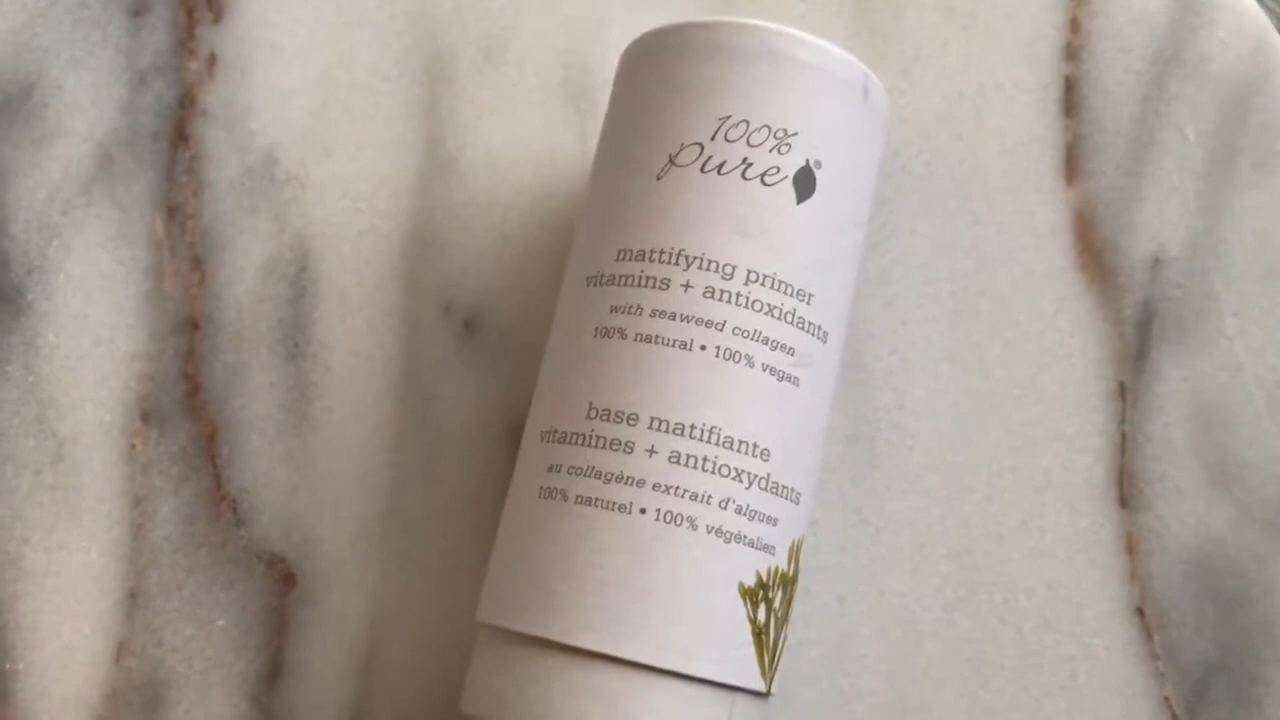 100%
Pure®
mattifying primer
vitamins + antioxidants
with seaweed collagen
100% natural • 100% vegan
base matifiante
vitamines + antioxydants
au collagène extrait d'algues
100% naturel • 100% végétalien